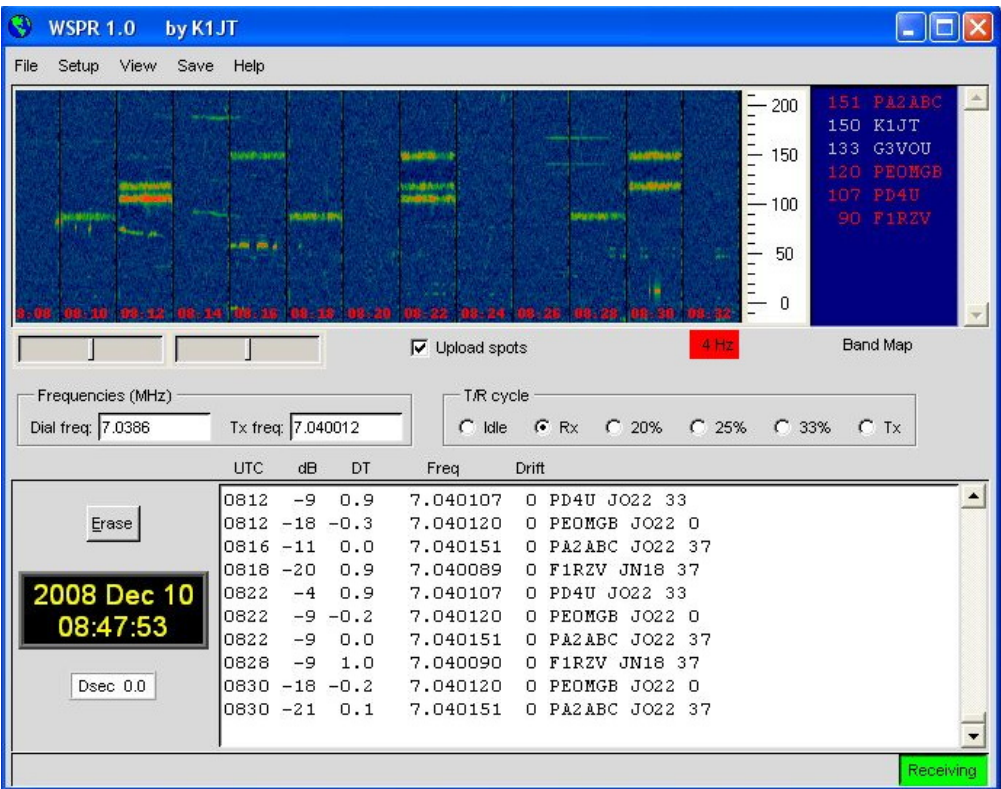 WSPR 1.0 by K1JT
File Setup View Save Help
200
150
100
50
0
151 PA2ABC
150 K1JT
133 G3VOU
120 PE0MGB
107 PD4U
90 F1RZV
8:08 08:10 08:12 08:14 08:16 08:18 08:20 08:22 08:24 08:26 08:28 08:30 08:32
Upload spots 4 Hz Band Map
Frequencies (MHz) T/R cycle
Dial freq: 7.0386 Tx freq: 7.040012 Idle Rx 20% 25% 33% Tx
UTC dB DT Freq Drift
Erase
2008 Dec 10
08:47:53
Dsec 0.0
0812 -9 0.9 7.040107 0 PD4U JO22 33
0812 -18 -0.3 7.040120 0 PE0MGB JO22 0
0816 -11 0.0 7.040151 0 PA2ABC JO22 37
0818 -20 0.9 7.040089 0 F1RZV JN18 37
0822 -4 0.9 7.040107 0 PD4U JO22 33
0822 -9 -0.2 7.040120 0 PE0MGB JO22 0
0822 -9 0.0 7.040151 0 PA2ABC JO22 37
0828 -9 1.0 7.040090 0 F1RZV JN18 37
0830 -18 -0.2 7.040120 0 PE0MGB JO22 0
0830 -21 0.1 7.040151 0 PA2ABC JO22 37
Receiving